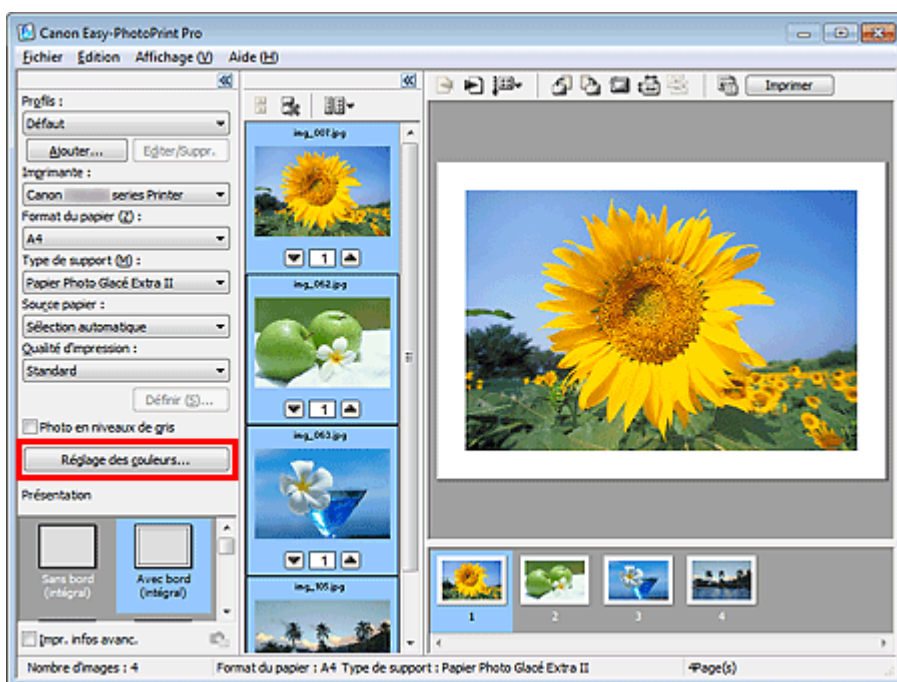 Canon Easy-PhotoPrint Pro
Fichier Édition Affichage (V) Aide (H)
Profils :
Défaut
Ajouter... Editer/Suppr.
Imprimante :
Canon series Printer
Format du papier (Z) :
A4
Type de support (M) :
Papier Photo Glacé Extra II
Source papier :
Sélection automatique
Qualité d'impression :
Standard
Définir (S)...
Photo en niveaux de gris
Réglage des couleurs...
Présentation
Sans bord (intégral)
Avec bord (intégral)
Impr. infos avanc.
img_007.jpg
1
img_062.jpg
1
img_063.jpg
1
img_105.jpg
Imprimer
1 2 3 4
Nombre d'images : 4 Format du papier : A4 Type de support : Papier Photo Glacé Extra II 4Page(s)